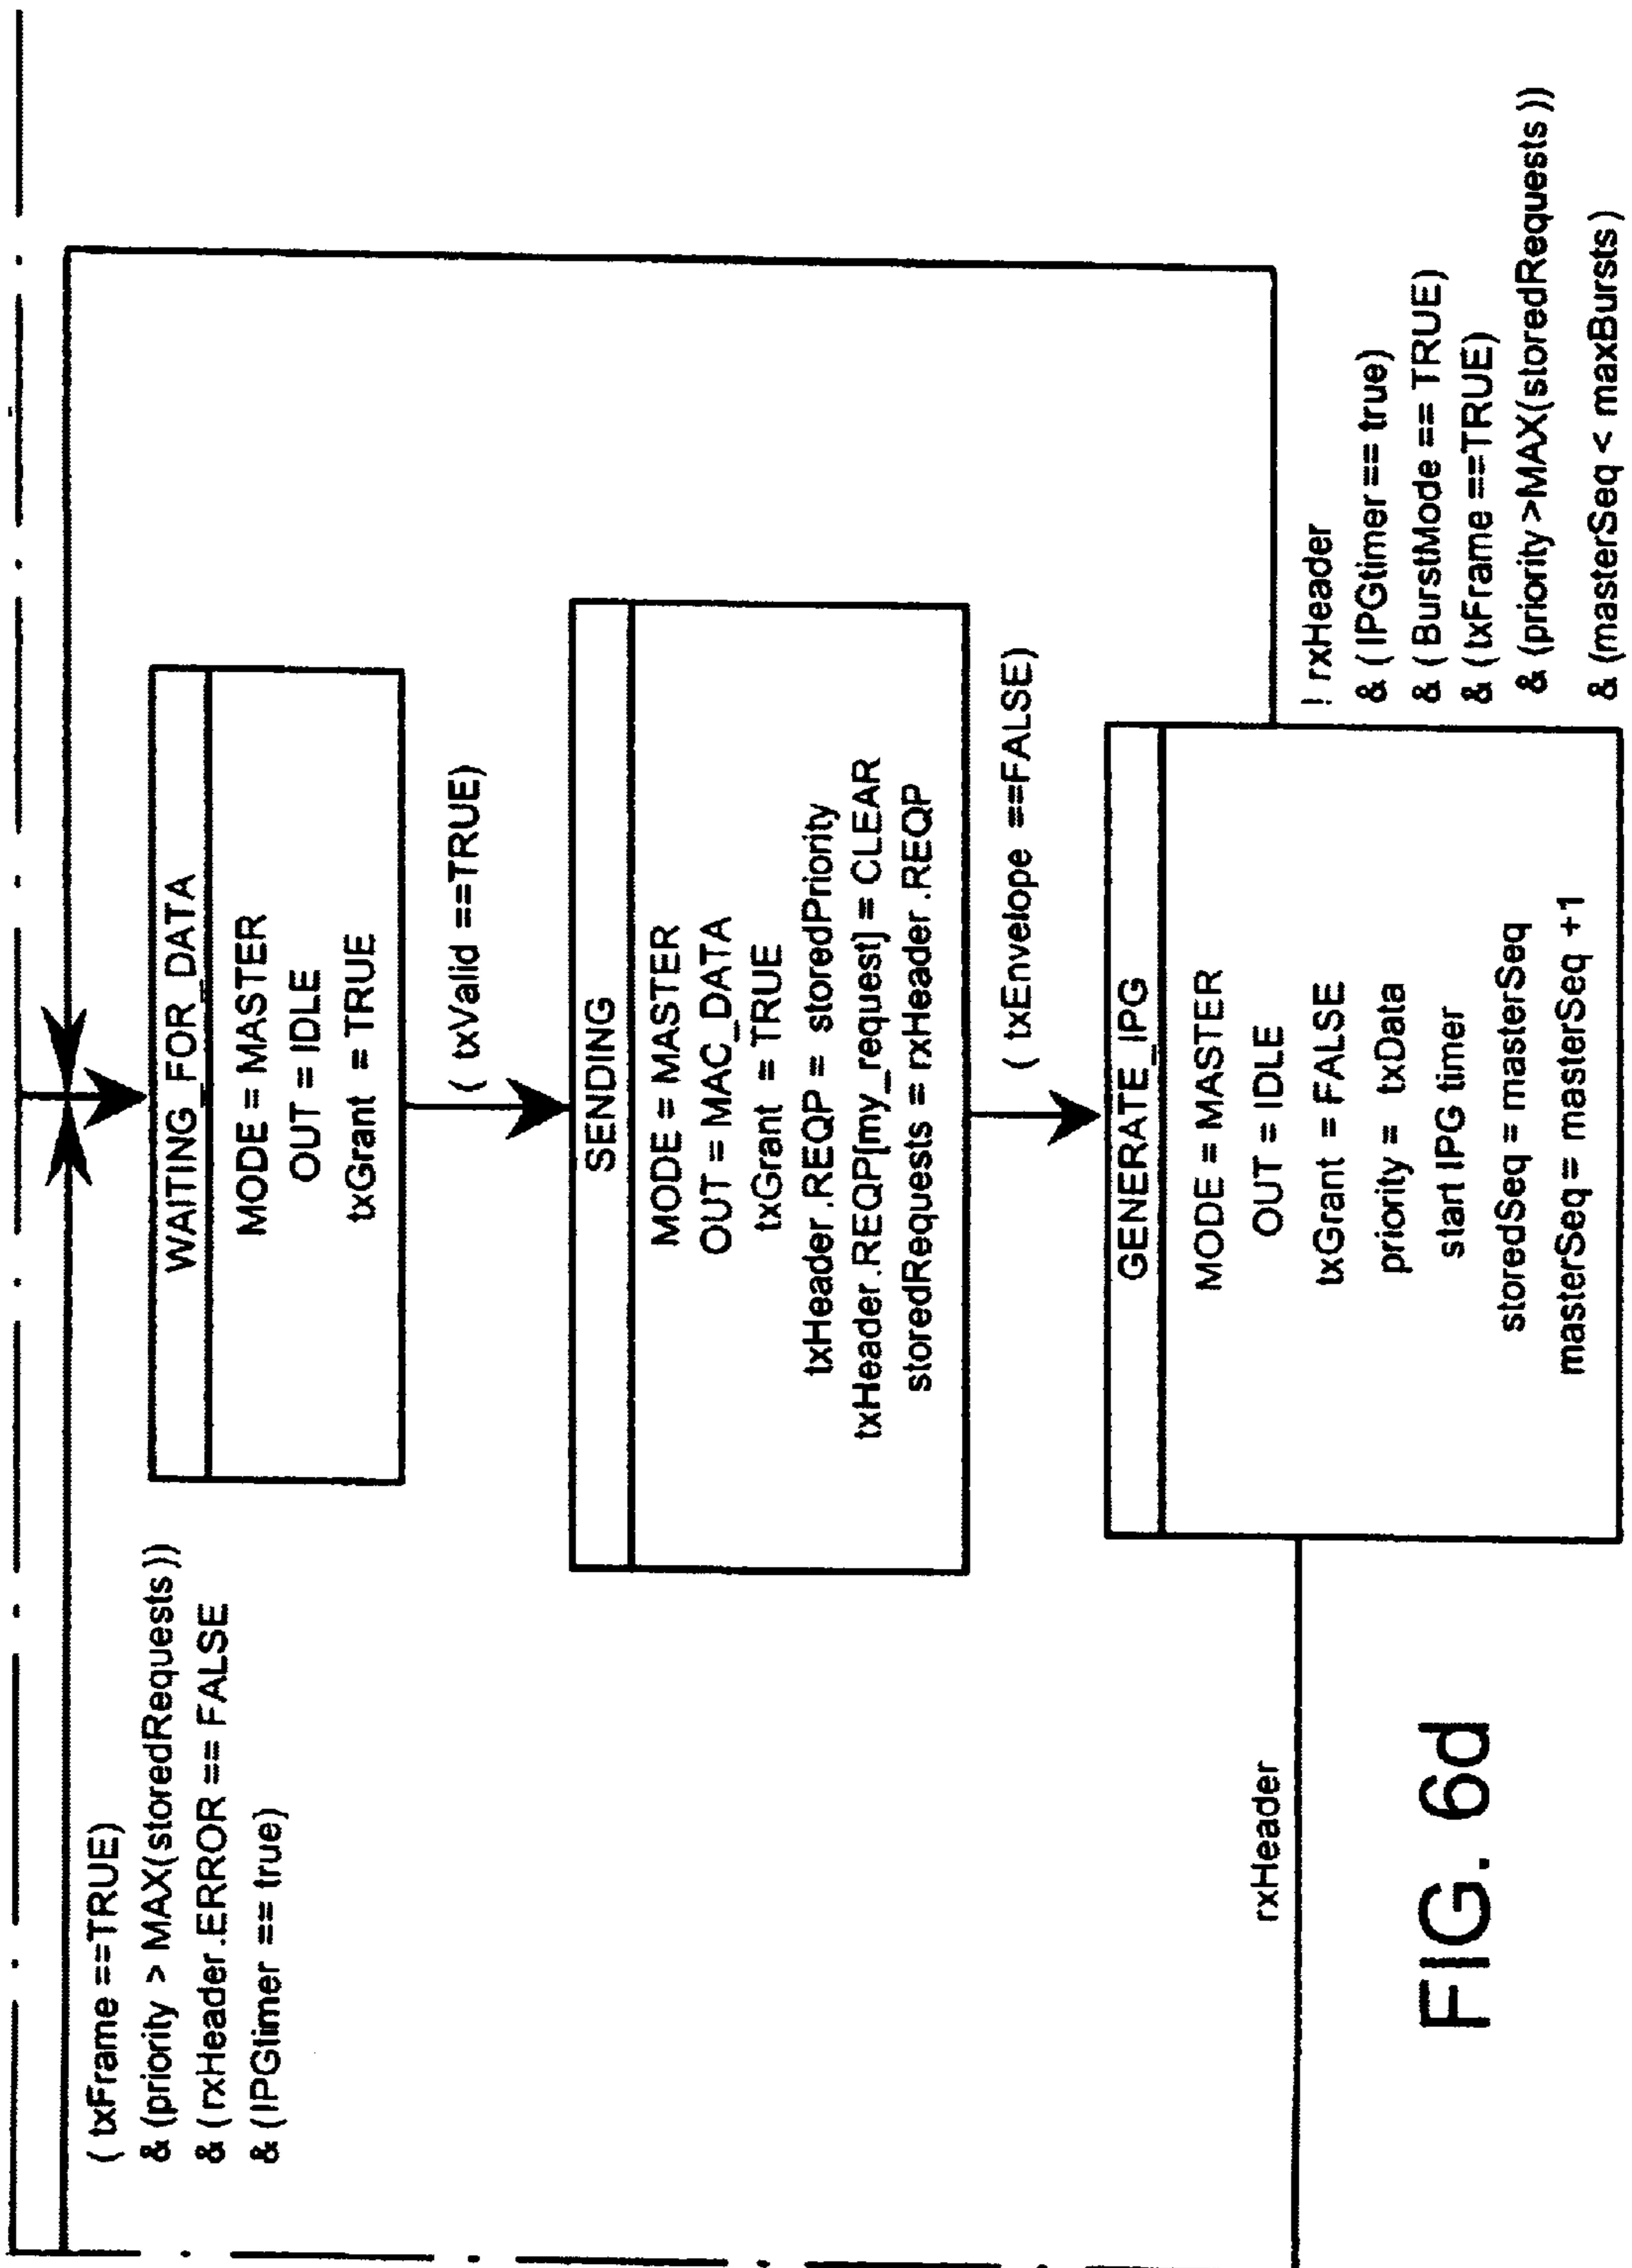 ( txFrame ==TRUE)
& (priority > MAX(storedRequests ))
& ( rxHeader.ERROR == FALSE
& (IPGtimer == true)
WAITING_FOR_DATA
MODE = MASTER
OUT = IDLE
txGrant = TRUE
( txValid ==TRUE)
SENDING
MODE = MASTER
OUT = MAC_DATA
txGrant = TRUE
txHeader.REQP = storedPriority
txHeader.REQP[my_request] = CLEAR
storedRequests = rxHeader.REQP
( txEnvelope ==FALSE)
GENERATE_IPG
MODE = MASTER
OUT = IDLE
txGrant = FALSE
priority = txData
start IPG timer
storedSeq = masterSeq
masterSeq = masterSeq +1
rxHeader
! rxHeader
& ( IPGtimer == true)
& ( BurstMode == TRUE)
& ( txFrame ==TRUE)
& (priority >MAX(storedRequests ))
& (masterSeq < maxBursts )
FIG. 6d